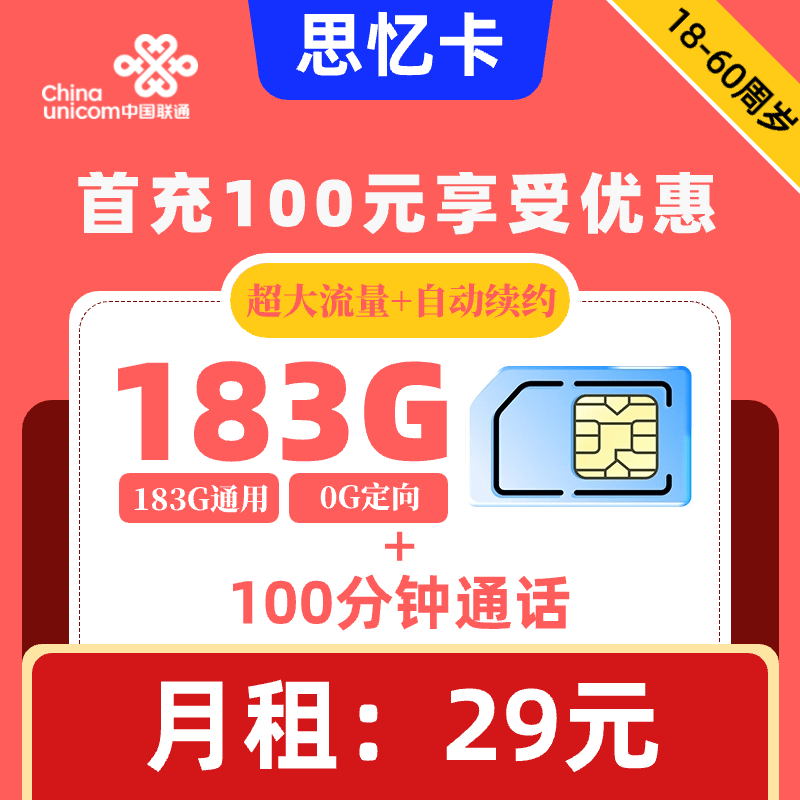 思忆卡
18-60周岁
China
unicom中国联通
首充100元享受优惠
超大流量+自动续约
183G
183G通用
0G定向
+
100分钟通话
月租：29元